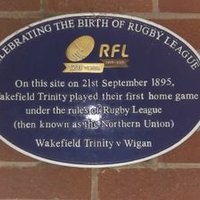 CELEBRATING THE BIRTH OF RUGBY LEAGUE
RFL
On this site on 21st September 1895,
Wakefield Trinity played their first home game
under the rules of Rugby League
(then known as the Northern Union)
Wakefield Trinity v Wigan